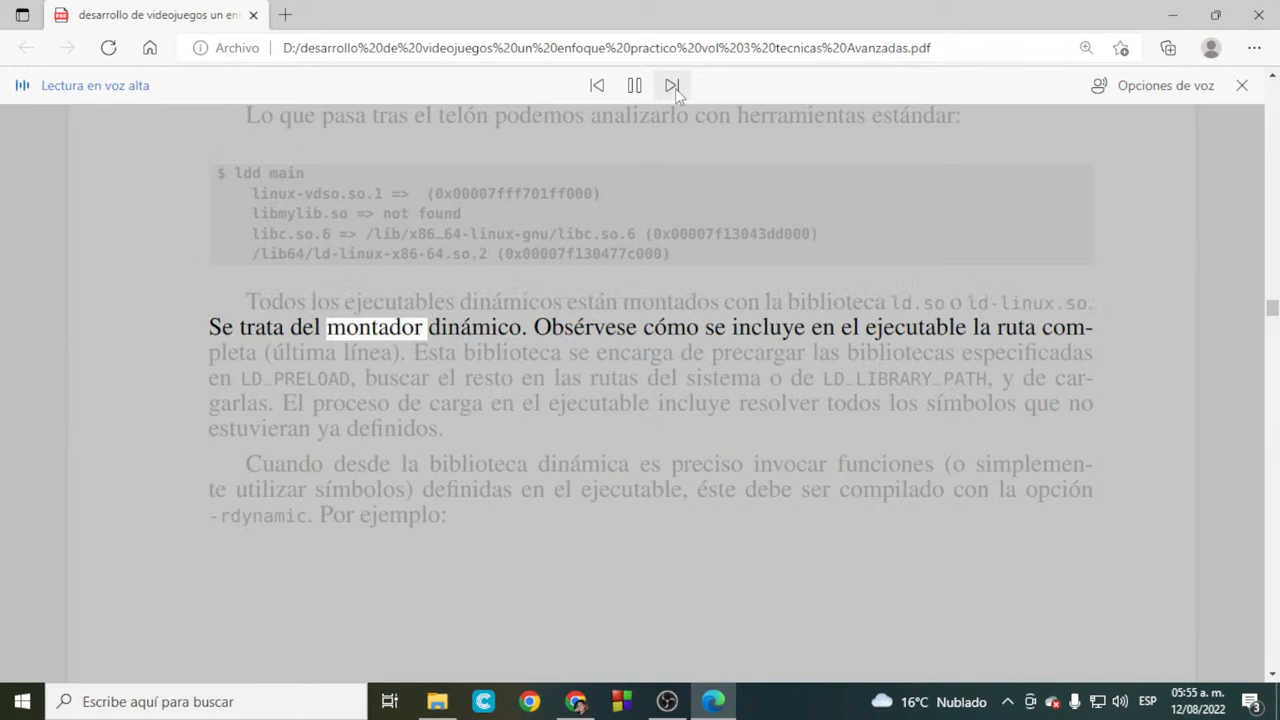 desarrollo de videojuegos un en
Archivo
D:/desarrollo%20de%20videojuegos%20un%20enfoque%20practico%20vol%203%20tecnicas%20Avanzadas.pdf
Lectura en voz alta
Opciones de voz
Lo que pasa tras el telón podemos analizarlo con herramientas estándar:
$ ldd main
linux-vdso.so.1 => (0x00007fff701ff000)
libmylib.so => not found
libc.so.6 => /lib/x86_64-linux-gnu/libc.so.6 (0x00007f13043dd000)
/lib64/ld-linux-x86-64.so.2 (0x00007f130477c000)
Todos los ejecutables dinámicos están montados con la biblioteca ld.so o ld-linux.so.
Se trata del montador dinámico. Obsérvese cómo se incluye en el ejecutable la ruta com-
pleta (última línea). Esta biblioteca se encarga de precargar las bibliotecas especificadas
en LD_PRELOAD, buscar el resto en las rutas del sistema o de LD_LIBRARY_PATH, y de car-
garlas. El proceso de carga en el ejecutable incluye resolver todos los símbolos que no
estuvieran ya definidos.
Cuando desde la biblioteca dinámica es preciso invocar funciones (o simplemen-
te utilizar símbolos) definidas en el ejecutable, éste debe ser compilado con la opción
-rdynamic. Por ejemplo:
Escribe aquí para buscar
16°C Nublado
ESP
05:55 a. m.
12/08/2022
3